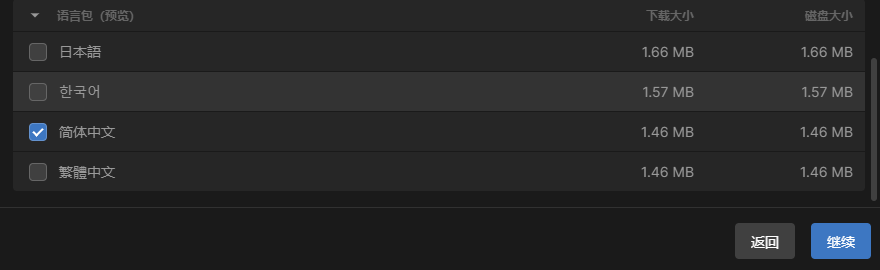 语言包（预览） 下载大小 磁盘大小
日本語 1.66 MB 1.66 MB
한국어 1.57 MB 1.57 MB
简体中文 1.46 MB 1.46 MB
繁體中文 1.46 MB 1.46 MB
返回 继续